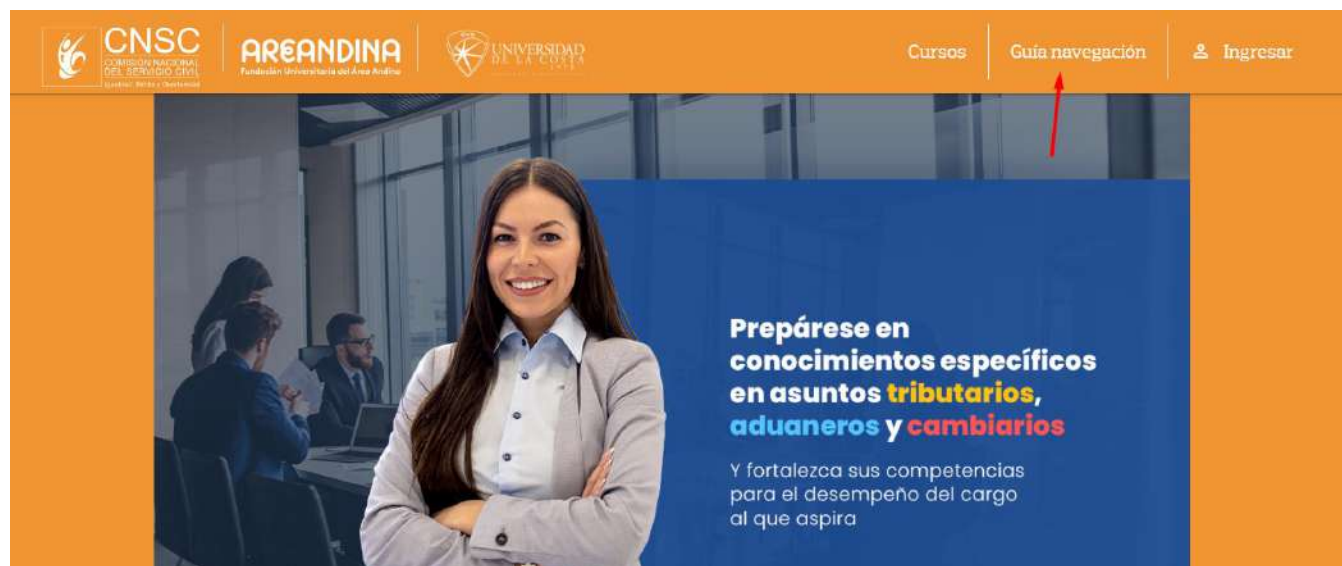 CNSC
COMISIÓN NACIONAL
DEL SERVICIO CIVIL
AREANDINA
Fundación Universitaria del Área Andina
UNIVERSIDAD
DE LA COSTA
Cursos
Guía navegación
Ingresar
Prepárese en
conocimientos específicos
en asuntos tributarios,
aduaneros y cambiarios
Y fortalezca sus competencias
para el desempeño del cargo
al que aspira